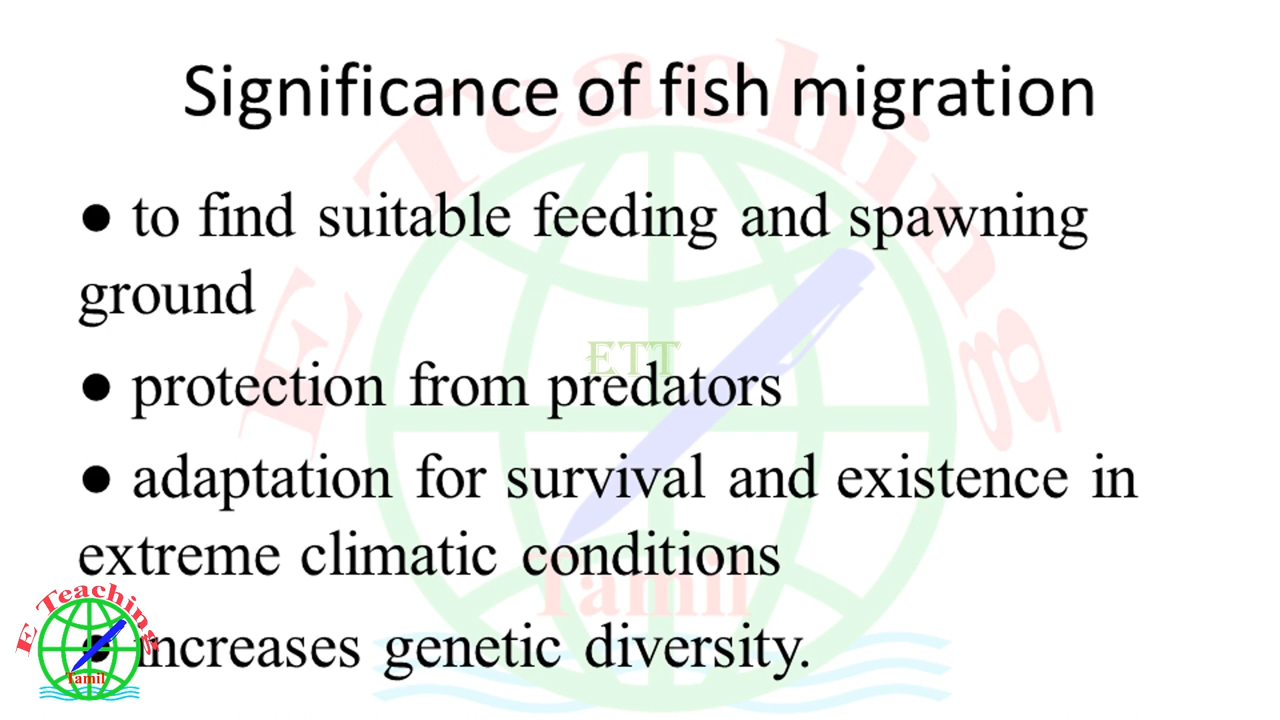 Significance of fish migration
● to find suitable feeding and spawning
ground
● protection from predators
● adaptation for survival and existence in
extreme climatic conditions
● increases genetic diversity.
E Teaching
ETT
Tamil
E Teaching
Tamil